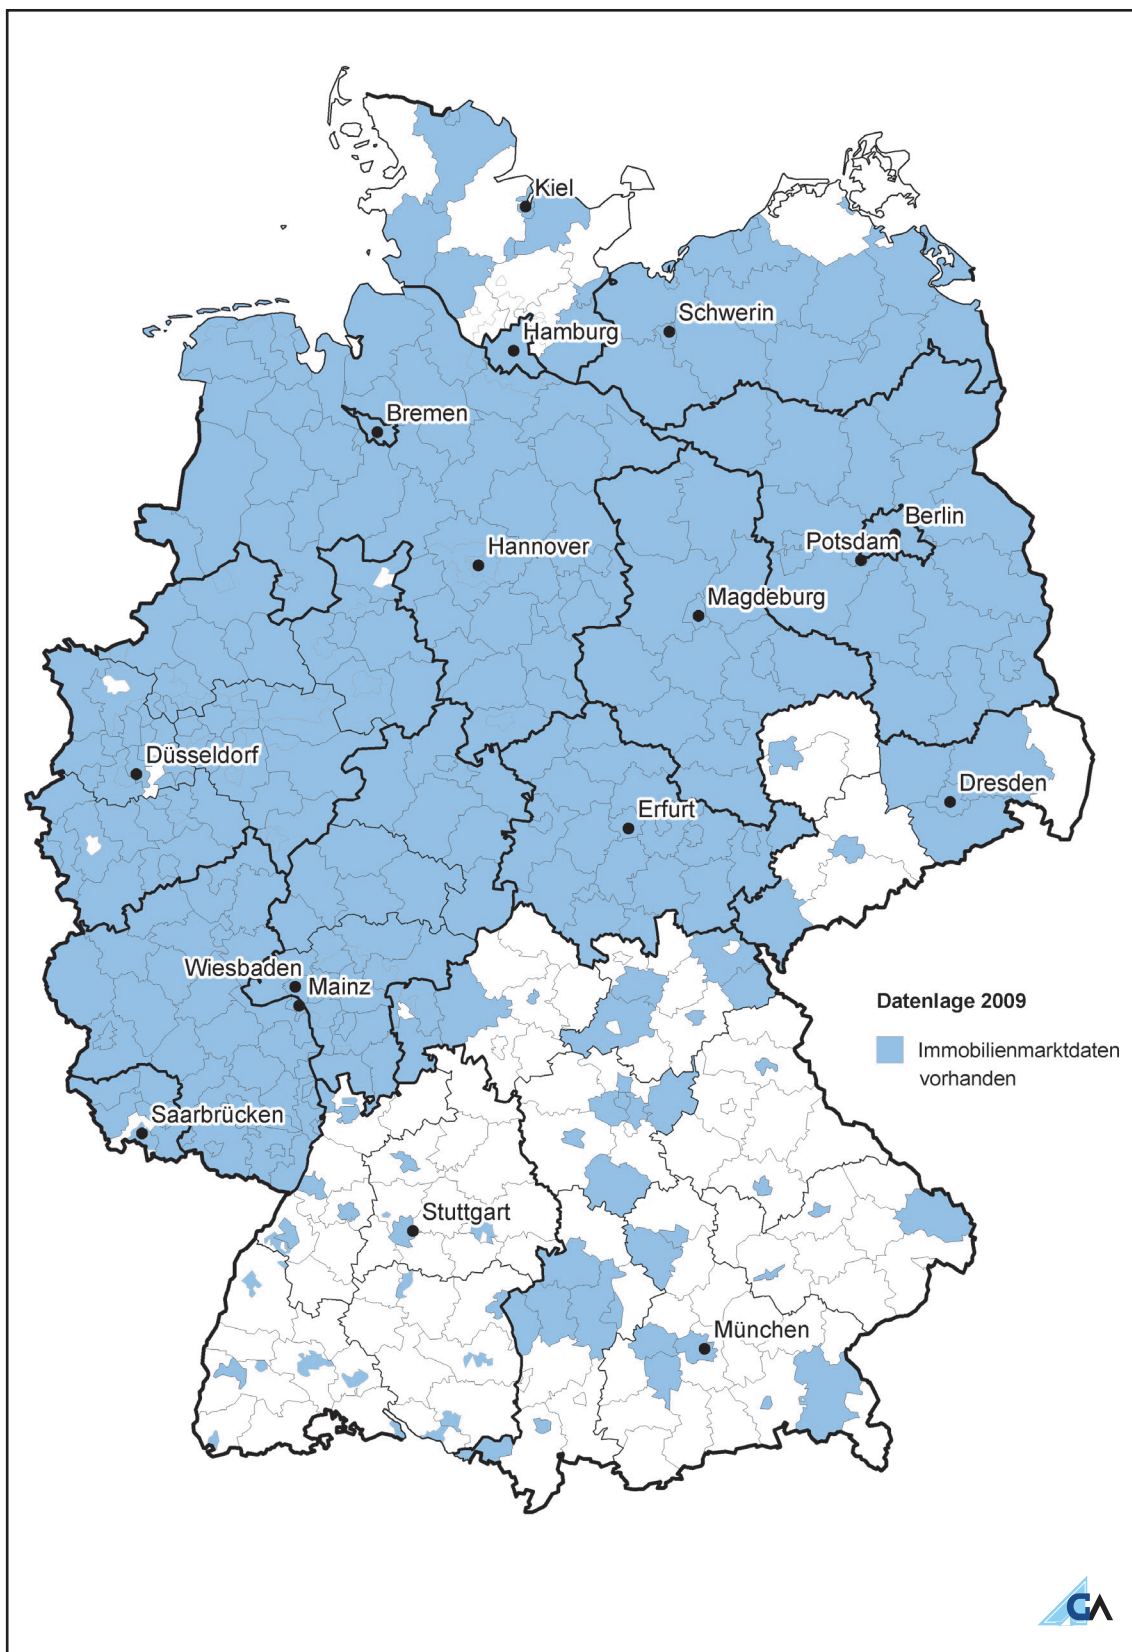 Kiel
Schwerin
Hamburg
Bremen
Berlin
Potsdam
Hannover
Magdeburg
Düsseldorf
Dresden
Erfurt
Wiesbaden
Mainz
Datenlage 2009
Immobilienmarktdaten
vorhanden
Saarbrücken
Stuttgart
München
GA